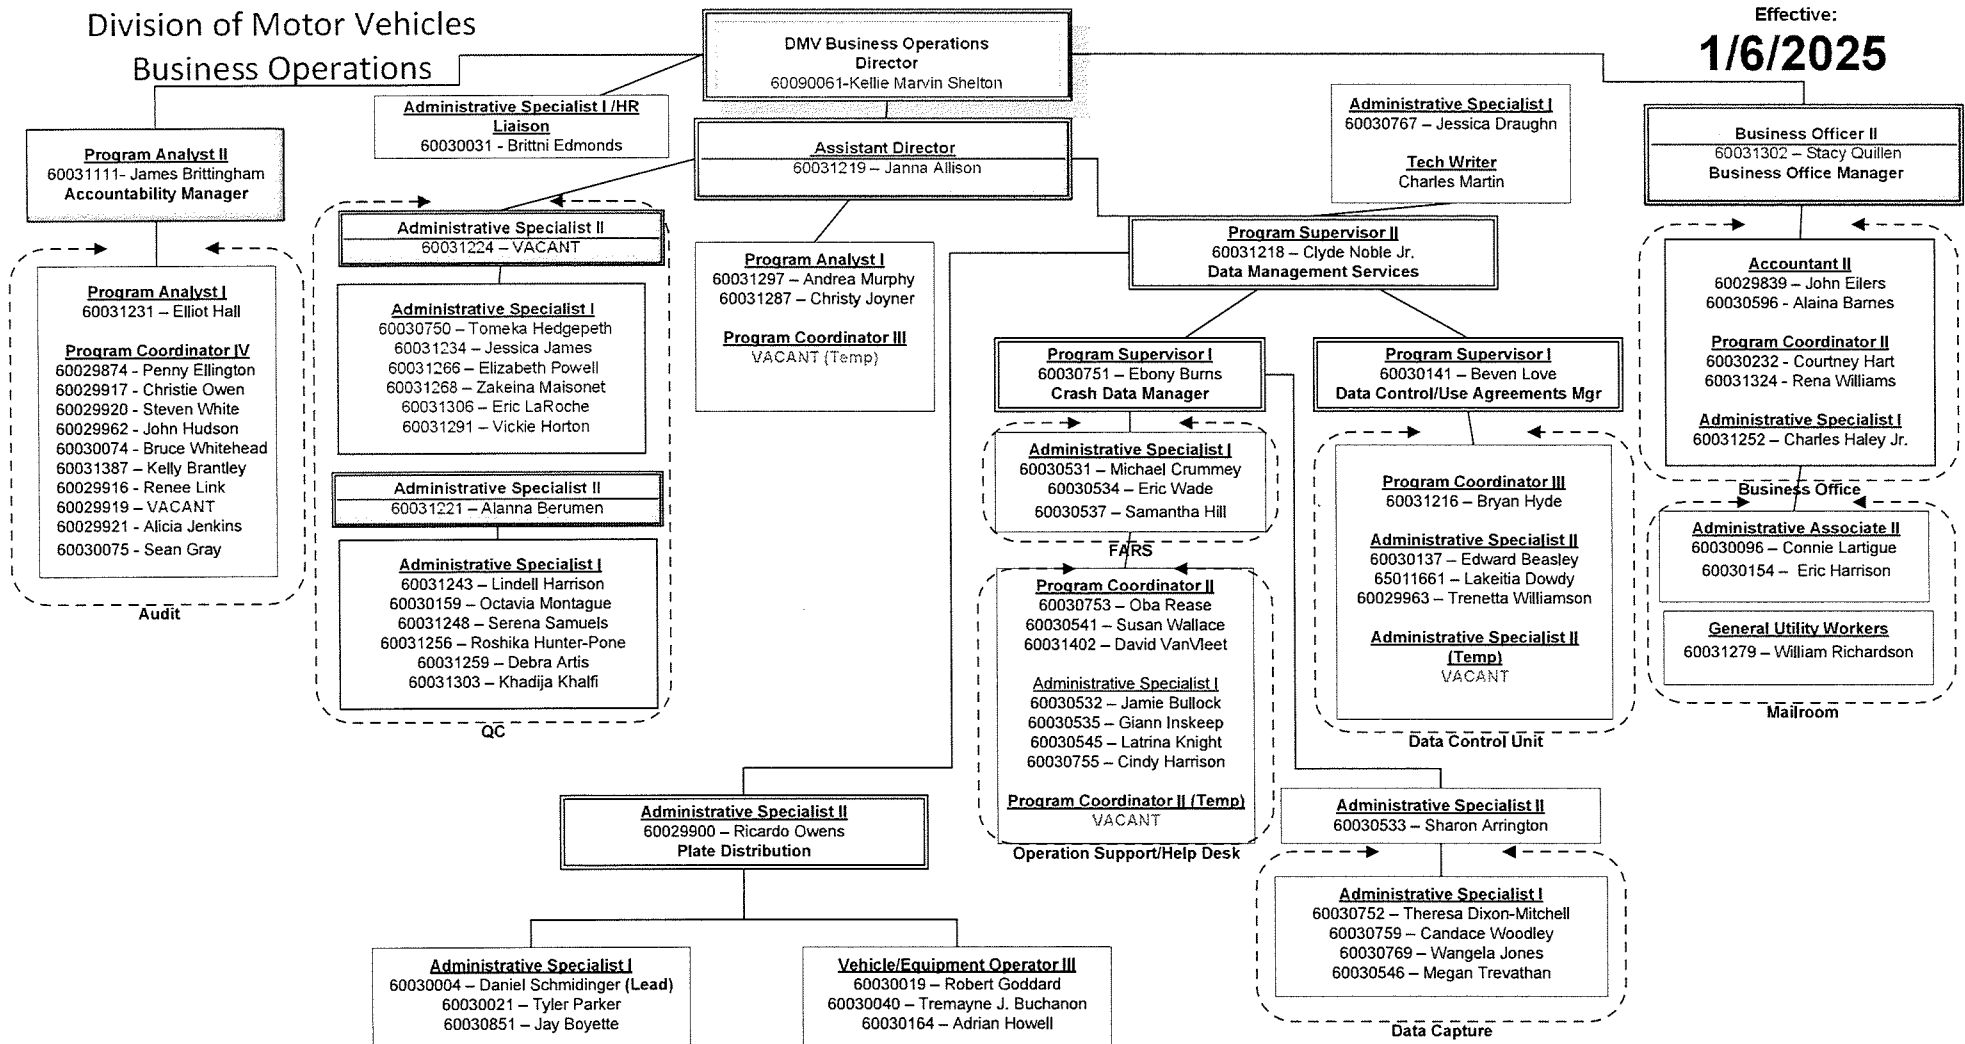 Division of Motor Vehicles
Business Operations
Effective:
1/6/2025
DMV Business Operations
Director
60090061-Kellie Marvin Shelton
Administrative Specialist I /HR
Liaison
60030031 - Brittni Edmonds
Assistant Director
60031219 – Janna Allison
Program Analyst II
60031111- James Brittingham
Accountability Manager
Program Analyst I
60031231 – Elliot Hall
Program Coordinator IV
60029874 - Penny Ellington
60029917 - Christie Owen
60029920 - Steven White
60029962 - John Hudson
60030074 - Bruce Whitehead
60031387 - Kelly Brantley
60029916 - Renee Link
60029919 - VACANT
60029921 - Alicia Jenkins
60030075 - Sean Gray
Audit
Administrative Specialist II
60031224 – VACANT
Administrative Specialist I
60030750 – Tomeka Hedgepeth
60031234 – Jessica James
60031266 – Elizabeth Powell
60031268 – Zakeina Maisonet
60031306 – Eric LaRoche
60031291 – Vickie Horton
Administrative Specialist II
60031221 – Alanna Berumen
Administrative Specialist I
60031243 – Lindell Harrison
60030159 – Octavia Montague
60031248 – Serena Samuels
60031256 – Roshika Hunter-Pone
60031259 – Debra Artis
60031303 – Khadija Khalfi
QC
Program Analyst I
60031297 – Andrea Murphy
60031287 – Christy Joyner
Program Coordinator III
VACANT (Temp)
Administrative Specialist I
60030767 – Jessica Draughn
Tech Writer
Charles Martin
Program Supervisor II
60031218 – Clyde Noble Jr.
Data Management Services
Program Supervisor I
60030751 – Ebony Burns
Crash Data Manager
Administrative Specialist I
60030531 – Michael Crummey
60030534 – Eric Wade
60030537 – Samantha Hill
FARS
Program Coordinator II
60030753 – Oba Rease
60030541 – Susan Wallace
60031402 – David VanVleet
Administrative Specialist I
60030532 – Jamie Bullock
60030535 – Giann Inskeep
60030545 – Latrina Knight
60030755 – Cindy Harrison
Program Coordinator II (Temp)
VACANT
Operation Support/Help Desk
Program Supervisor I
60030141 – Beven Love
Data Control/Use Agreements Mgr
Program Coordinator III
60031216 – Bryan Hyde
Administrative Specialist II
60030137 – Edward Beasley
65011661 – Lakeitia Dowdy
60029963 – Trenetta Williamson
Administrative Specialist II
(Temp)
VACANT
Data Control Unit
Business Officer II
60031302 – Stacy Quillen
Business Office Manager
Accountant II
60029839 – John Eilers
60030596 - Alaina Barnes
Program Coordinator II
60030232 - Courtney Hart
60031324 - Rena Williams
Administrative Specialist I
60031252 – Charles Haley Jr.
Business Office
Administrative Associate II
60030096 – Connie Lartigue
60030154 – Eric Harrison
General Utility Workers
60031279 – William Richardson
Mailroom
Administrative Specialist II
60029900 – Ricardo Owens
Plate Distribution
Administrative Specialist I
60030004 – Daniel Schmidinger (Lead)
60030021 – Tyler Parker
60030851 – Jay Boyette
Vehicle/Equipment Operator III
60030019 – Robert Goddard
60030040 – Tremayne J. Buchanon
60030164 – Adrian Howell
Administrative Specialist II
60030533 – Sharon Arrington
Administrative Specialist I
60030752 – Theresa Dixon-Mitchell
60030759 – Candace Woodley
60030769 – Wangela Jones
60030546 – Megan Trevathan
Data Capture